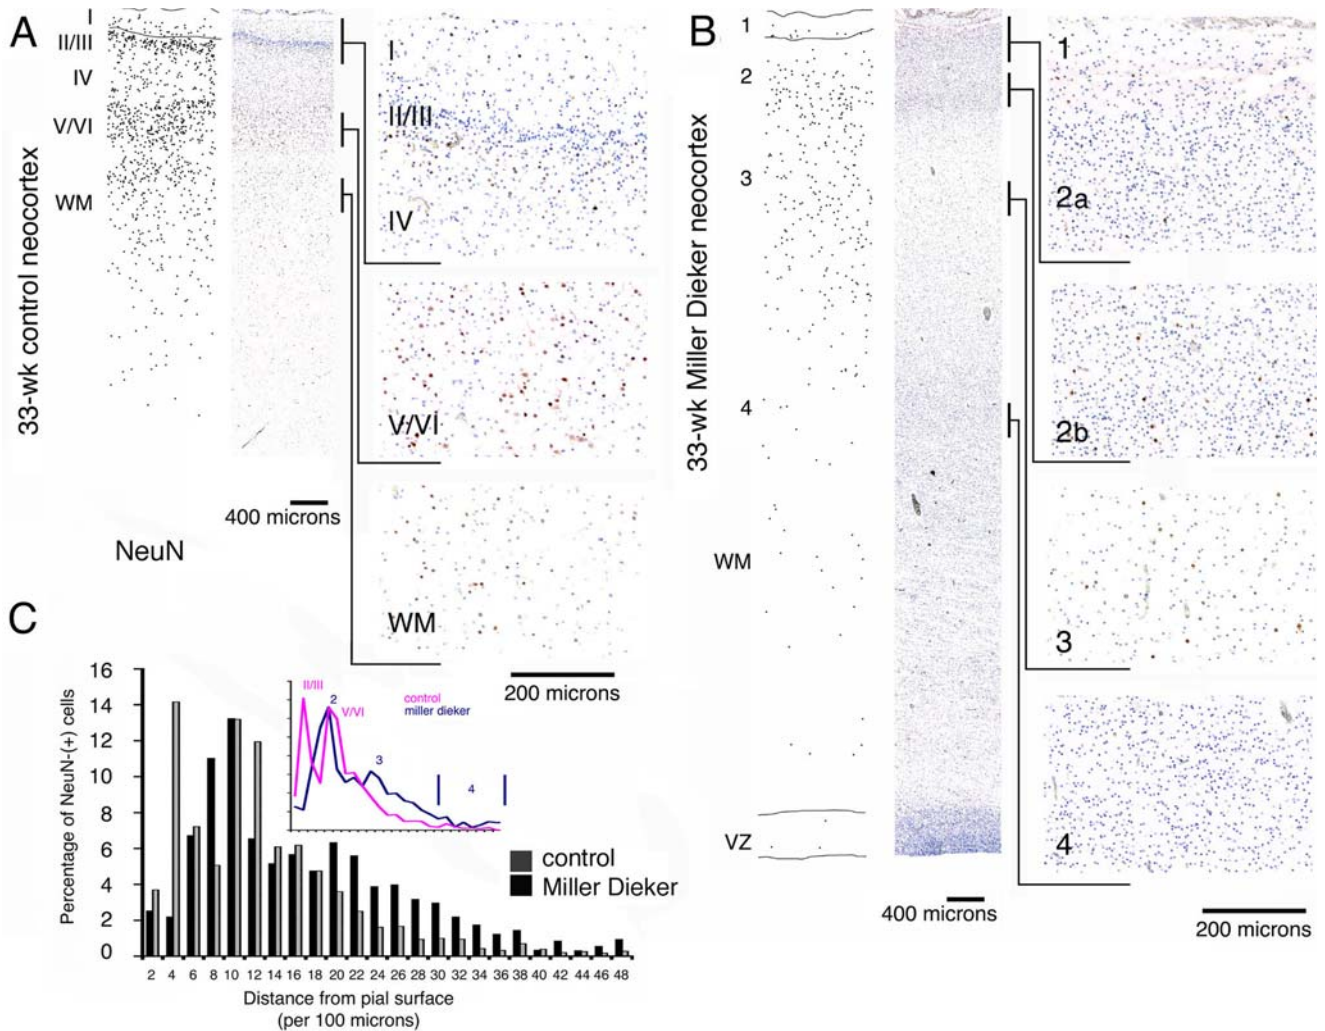 A
33-wk control neocortex
I
II/III
IV
V/VI
WM
I
II/III
IV
V/VI
WM
400 microns
200 microns
NeuN
B
33-wk Miller Dieker neocortex
1
2
3
4
WM
VZ
1
2a
2b
3
4
400 microns
200 microns
C
Percentage of NeuN-(+) cells
16
14
12
10
8
6
4
2
0
II/III
2
V/VI
3
4
control
miller dieker
control
Miller Dieker
2 4 6 8 10 12 14 16 18 20 22 24 26 28 30 32 34 36 38 40 42 44 46 48
Distance from pial surface
(per 100 microns)